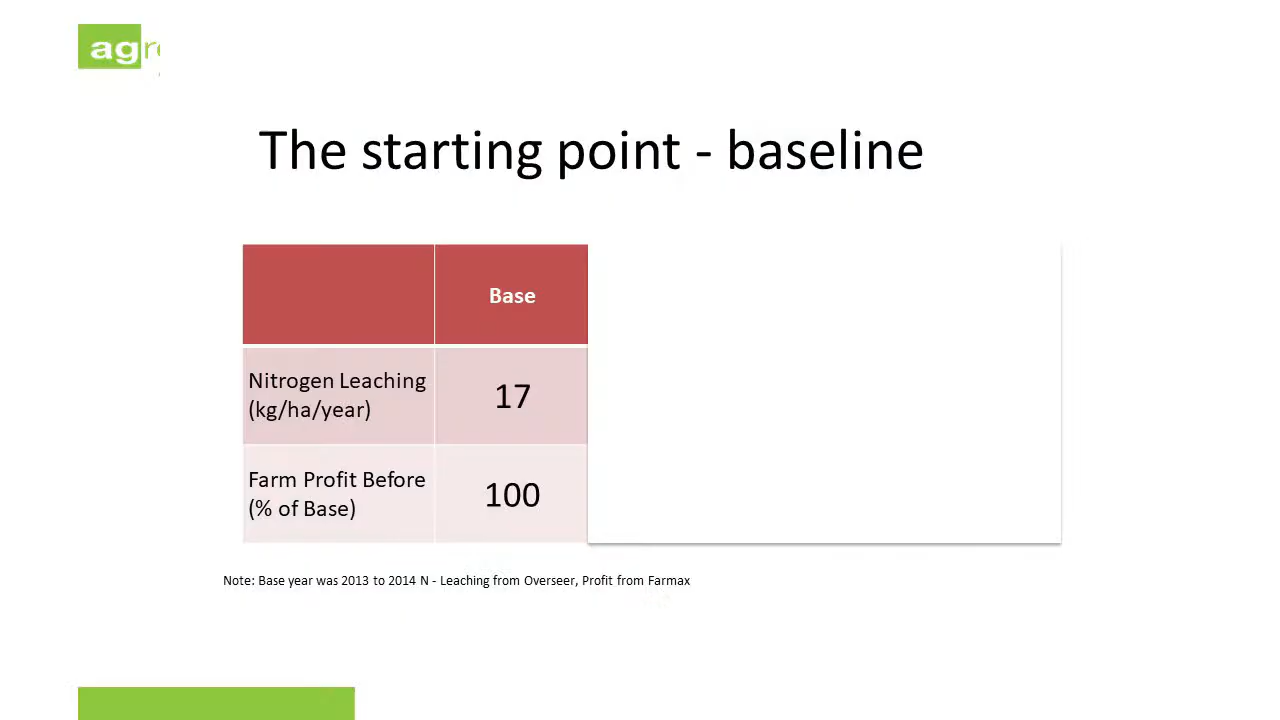 ag
The starting point - baseline
Base
Nitrogen Leaching
(kg/ha/year)
17
Farm Profit Before
(% of Base)
100
Note: Base year was 2013 to 2014 N - Leaching from Overseer, Profit from Farmax